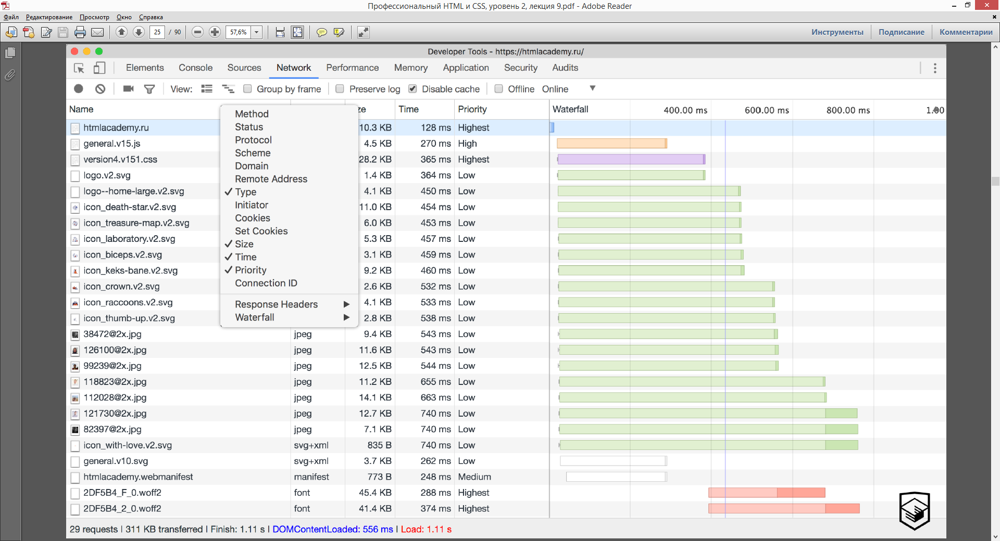 Профессиональный HTML и CSS, уровень 2, лекция 9.pdf - Adobe Reader
Файл Редактирование Просмотр Окно Справка
25 / 90 57,6% Инструменты Подписание Комментарии
Developer Tools - https://htmlacademy.ru/
Elements Console Sources Network Performance Memory Application Security Audits
View: Group by frame Preserve log Disable cache Offline Online
Name ze Time Priority Waterfall 400.00 ms 600.00 ms 800.00 ms 1.00
Method
Status
Protocol
Scheme
Domain
Remote Address
Type
Initiator
Cookies
Set Cookies
Size
Time
Priority
Connection ID
Response Headers
Waterfall
htmlacademy.ru 10.3 KB 128 ms Highest
general.v15.js 4.5 KB 270 ms High
version4.v151.css 28.2 KB 365 ms Highest
logo.v2.svg 1.4 KB 364 ms Low
logo--home-large.v2.svg 4.1 KB 450 ms Low
icon_death-star.v2.svg 11.0 KB 454 ms Low
icon_treasure-map.v2.svg 6.0 KB 453 ms Low
icon_laboratory.v2.svg 5.3 KB 457 ms Low
icon_biceps.v2.svg 3.1 KB 459 ms Low
icon_keks-bane.v2.svg 9.2 KB 460 ms Low
icon_crown.v2.svg 2.6 KB 532 ms Low
icon_raccoons.v2.svg 4.1 KB 533 ms Low
icon_thumb-up.v2.svg 2.8 KB 538 ms Low
38472@2x.jpg jpeg 9.4 KB 543 ms Low
126100@2x.jpg jpeg 11.6 KB 543 ms Low
99239@2x.jpg jpeg 12.5 KB 544 ms Low
118823@2x.jpg jpeg 11.2 KB 655 ms Low
112028@2x.jpg jpeg 14.1 KB 663 ms Low
121730@2x.jpg jpeg 12.7 KB 740 ms Low
82397@2x.jpg jpeg 7.1 KB 740 ms Low
icon_with-love.v2.svg svg+xml 835 B 740 ms Low
general.v10.svg svg+xml 3.7 KB 262 ms Low
htmlacademy.webmanifest manifest 773 B 248 ms Medium
2DF5B4_F_0.woff2 font 45.4 KB 288 ms Highest
2DF5B4_2_0.woff2 font 41.4 KB 374 ms Highest
29 requests | 311 KB transferred | Finish: 1.11 s | DOMContentLoaded: 556 ms | Load: 1.11 s